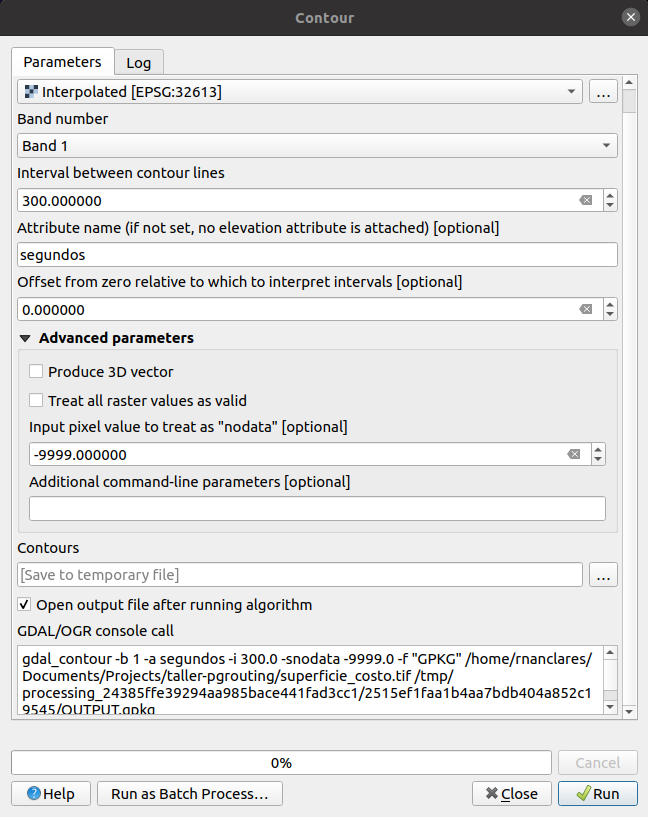 Contour
Parameters
Log
Interpolated [EPSG:32613]
...
Band number
Band 1
Interval between contour lines
300.000000
Attribute name (if not set, no elevation attribute is attached) [optional]
segundos
Offset from zero relative to which to interpret intervals [optional]
0.000000
Advanced parameters
Produce 3D vector
Treat all raster values as valid
Input pixel value to treat as "nodata" [optional]
-9999.000000
Additional command-line parameters [optional]
Contours
[Save to temporary file]
...
Open output file after running algorithm
GDAL/OGR console call
gdal_contour -b 1 -a segundos -i 300.0 -snodata -9999.0 -f "GPKG" /home/rnanclares/
Documents/Projects/taller-pgrouting/superficie_costo.tif /tmp/
processing_24385ffe39294aa985bace441fad3cc1/2515ef1faa1b4aa7bdb404a852c1
9545/OUTPUT.gpkg
0%
Cancel
Help
Run as Batch Process...
Close
Run